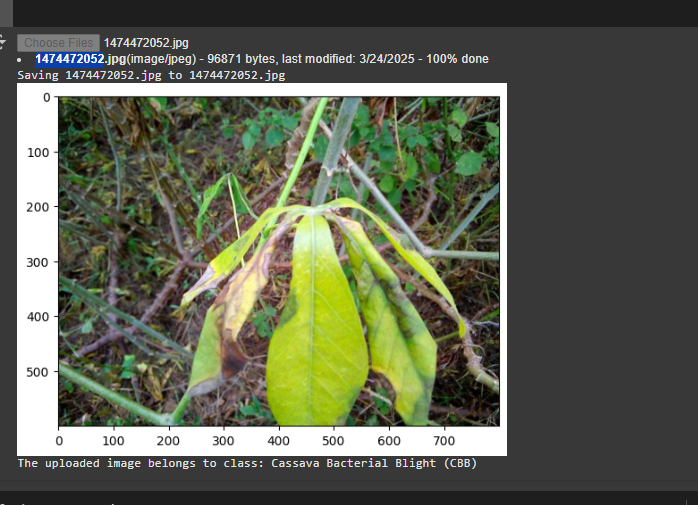 Choose Files 1474472052.jpg
1474472052.jpg(image/jpeg) - 96871 bytes, last modified: 3/24/2025 - 100% done
Saving 1474472052.jpg to 1474472052.jpg
0
100
200
300
400
500
0 100 200 300 400 500 600 700
The uploaded image belongs to class: Cassava Bacterial Blight (CBB)